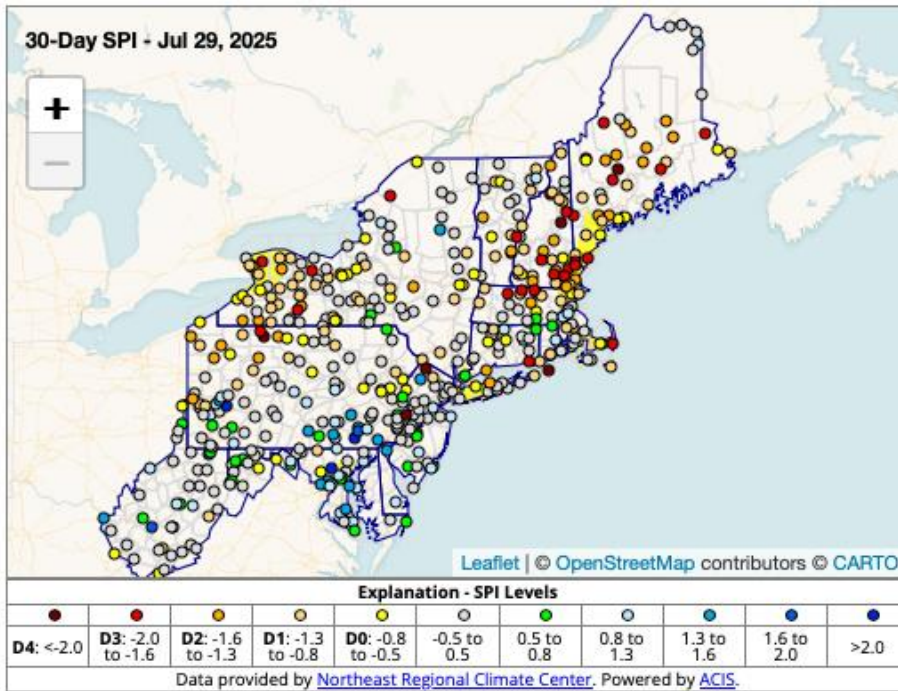 30-Day SPI - Jul 29, 2025
+
−
Leaflet | © OpenStreetMap contributors © CARTO
Explanation - SPI Levels
D4: <-2.0
D3: -2.0 to -1.6
D2: -1.6 to -1.3
D1: -1.3 to -0.8
D0: -0.8 to -0.5
-0.5 to 0.5
0.5 to 0.8
0.8 to 1.3
1.3 to 1.6
1.6 to 2.0
>2.0
Data provided by Northeast Regional Climate Center. Powered by ACIS.